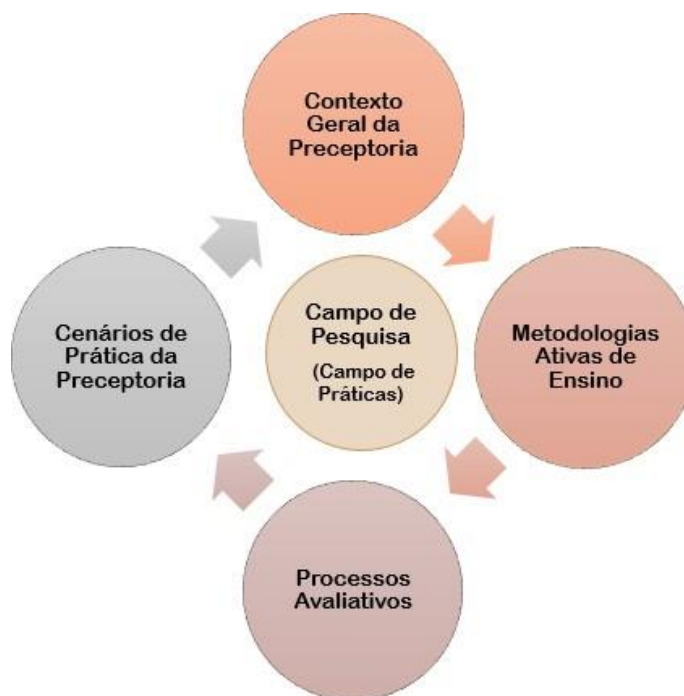 Contexto
Geral da
Preceptoria
Cenários de
Prática da
Preceptoria
Campo de
Pesquisa
(Campo de
Práticas)
Metodologias
Ativas de
Ensino
Processos
Avaliativos